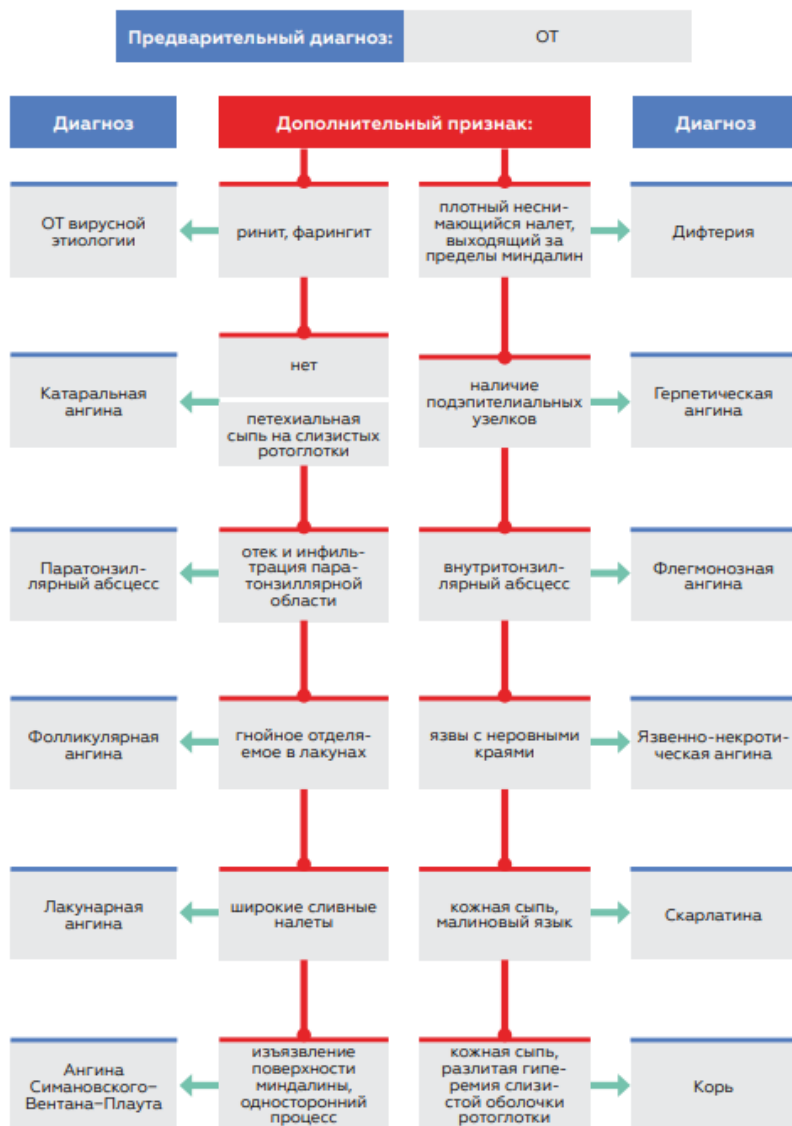 Предварительный диагноз:
ОТ
Диагноз
Дополнительный признак:
Диагноз
ОТ вирусной
этиологии
ринит, фарингит
плотный несни-
мающийся налет,
выходящий за
пределы миндалин
Дифтерия
Катаральная
ангина
нет
петехиальная
сыпь на слизистых
ротоглотки
наличие
подэпителиальных
узелков
Герпетическая
ангина
Паратонзил-
лярный абсцесс
отек и инфиль-
трация пара-
тонзиллярной
области
внутритонзил-
лярный абсцесс
Флегмонозная
ангина
Фолликулярная
ангина
гнойное отделя-
емое в лакунах
язвы с неровными
краями
Язвенно-некроти-
ческая ангина
Лакунарная
ангина
широкие сливные
налеты
кожная сыпь,
малиновый язык
Скарлатина
Ангина
Симановского–
Вентана–Плаута
изъязвление
поверхности
миндалины,
односторонний
процесс
кожная сыпь,
разлитая гипе-
ремия слизи-
стой оболочки
ротоглотки
Корь